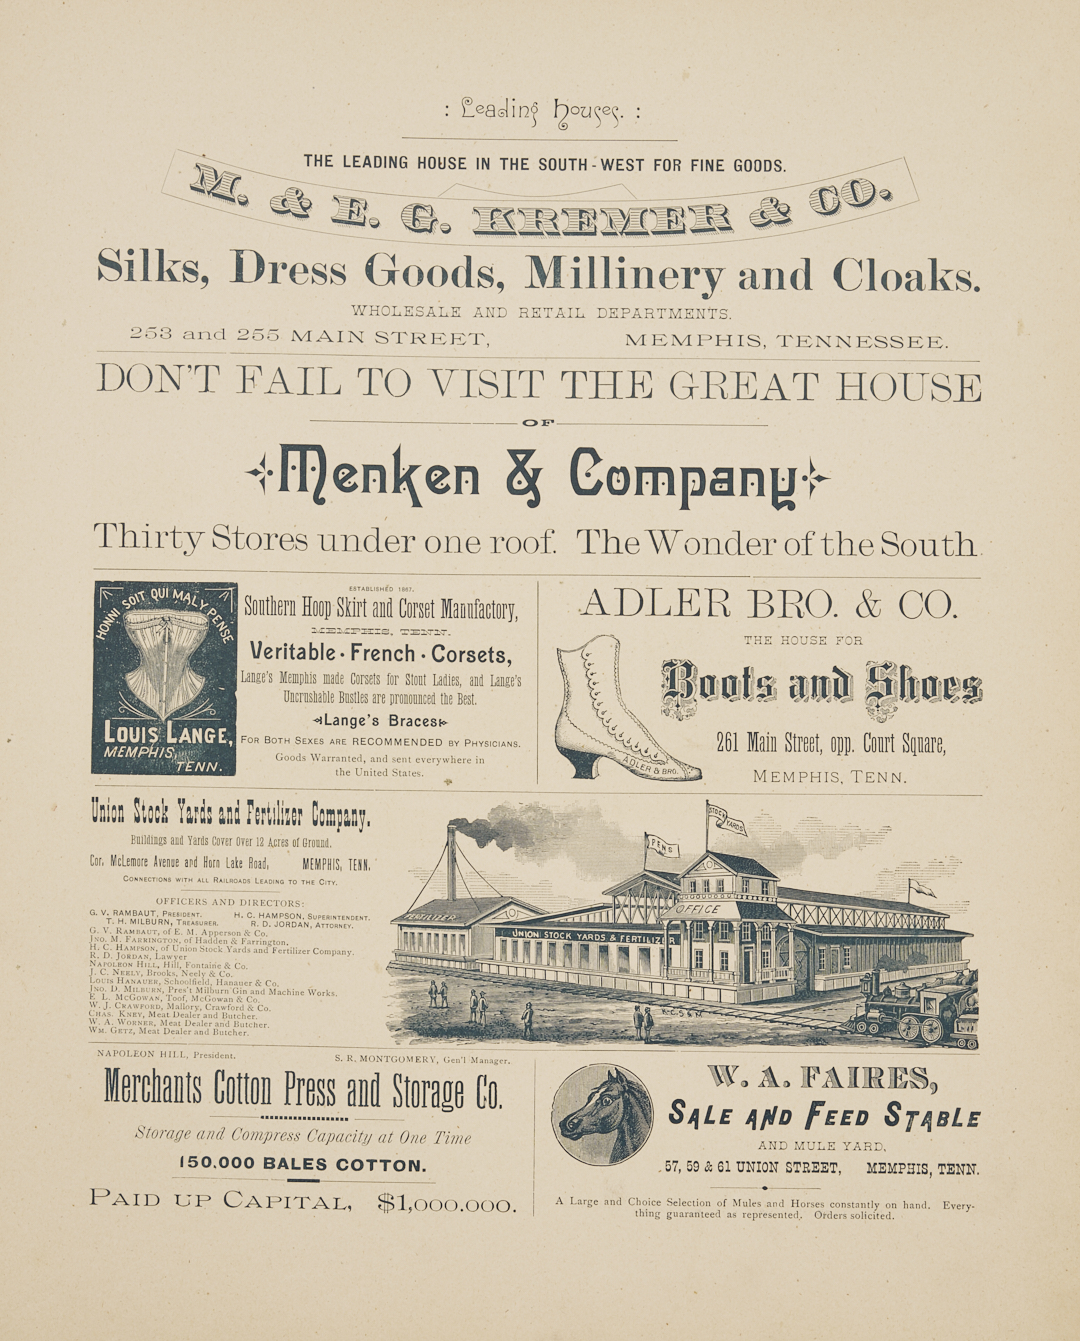 : Leading Houses. :
THE LEADING HOUSE IN THE SOUTH-WEST FOR FINE GOODS.
M. & E. G. KREMER & CO.
Silks, Dress Goods, Millinery and Cloaks.
WHOLESALE AND RETAIL DEPARTMENTS.
253 and 255 MAIN STREET, MEMPHIS, TENNESSEE.
DON'T FAIL TO VISIT THE GREAT HOUSE
OF
Menken & Company
Thirty Stores under one roof. The Wonder of the South.
HONNI SOIT QUI MAL Y PENSE
LOUIS LANGE,
MEMPHIS,
TENN.
ESTABLISHED 1867.
Southern Hoop Skirt and Corset Manufactory,
MEMPHIS, TENN.
Veritable · French · Corsets,
Lange's Memphis made Corsets for Stout Ladies, and Lange's
Uncrushable Bustles are pronounced the Best.
Lange's Braces
FOR BOTH SEXES ARE RECOMMENDED BY PHYSICIANS.
Goods Warranted, and sent everywhere in
the United States.
ADLER BRO. & CO.
THE HOUSE FOR
Boots and Shoes
261 Main Street, opp. Court Square,
MEMPHIS, TENN.
ADLER & BRO.
Union Stock Yards and Fertilizer Company.
Buildings and Yards Cover Over 12 Acres of Ground.
Cor. McLemore Avenue and Horn Lake Road, MEMPHIS, TENN.
CONNECTIONS WITH ALL RAILROADS LEADING TO THE CITY.
OFFICERS AND DIRECTORS:
G. V. RAMBAUT, PRESIDENT. H. C. HAMPSON, SUPERINTENDENT.
T. H. MILBURN, TREASURER. R. D. JORDAN, ATTORNEY.
G. V. RAMBAUT, of E. M. Apperson & Co.
JNO. M. FARRINGTON, of Hadden & Farrington.
H. C. HAMPSON, of Union Stock Yards and Fertilizer Company.
R. D. JORDAN, Lawyer
NAPOLEON HILL, Hill, Fontaine & Co.
J. C. NEELY, Brooks, Neely & Co.
LOUIS HANAUER, Schoolfield, Hanauer & Co.
JNO. D. MILBURN, Pres't Milburn Gin and Machine Works.
E. L. MCGOWAN, Toof, McGowan & Co.
W. J. CRAWFORD, Mallory, Crawford & Co.
CHAS. KNEY, Meat Dealer and Butcher.
W. A. WORNER, Meat Dealer and Butcher.
WM. GETZ, Meat Dealer and Butcher.
STOCK
YARDS
PENS
OFFICE
FERTILIZER
UNION STOCK YARDS & FERTILIZER
K.C.S & M
NAPOLEON HILL, President. S. R. MONTGOMERY, Gen'l Manager.
Merchants Cotton Press and Storage Co.
Storage and Compress Capacity at One Time
150,000 BALES COTTON.
PAID UP CAPITAL, $1,000.000.
W. A. FAIRES,
SALE AND FEED STABLE
AND MULE YARD,
57, 59 & 61 UNION STREET, MEMPHIS, TENN.
A Large and Choice Selection of Mules and Horses constantly on hand. Every-
thing guaranteed as represented. Orders solicited.